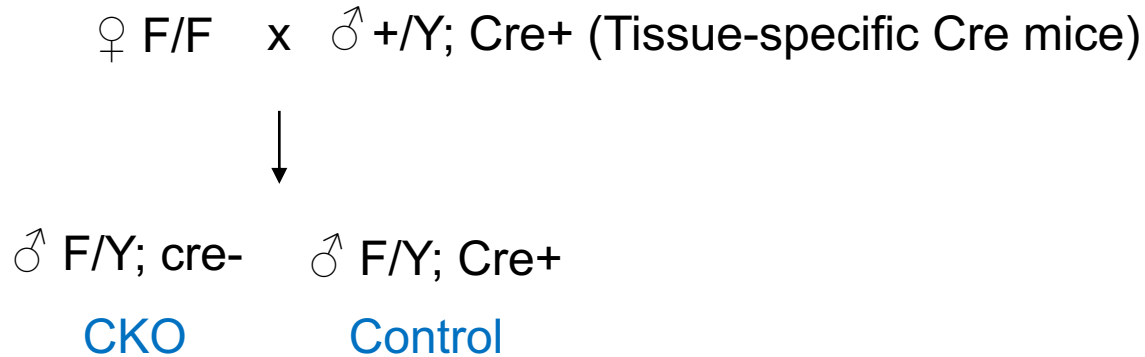 ♀ F/F x ♂ +/Y; Cre+ (Tissue-specific Cre mice)
♂ F/Y; cre- ♂ F/Y; Cre+
CKO Control